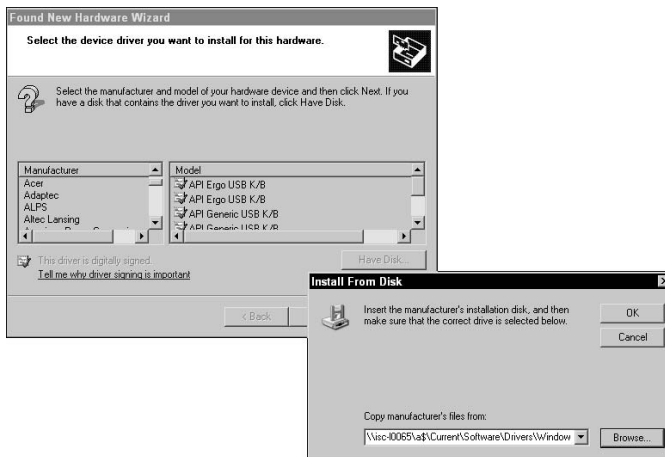 Found New Hardware Wizard
Select the device driver you want to install for this hardware.
Select the manufacturer and model of your hardware device and then click Next. If you
have a disk that contains the driver you want to install, click Have Disk.
Manufacturer
Acer
Adaptec
ALPS
Altec Lansing
Model
API Ergo USB K/B
API Ergo USB K/B
API Generic USB K/B
API Generic USB K/B
This driver is digitally signed.
Tell me why driver signing is important
Have Disk...
< Back
Install From Disk
Insert the manufacturer's installation disk, and then
make sure that the correct drive is selected below.
OK
Cancel
Copy manufacturer's files from:
\\isc-l0065\a$\Current\Software\Drivers\Window
Browse...